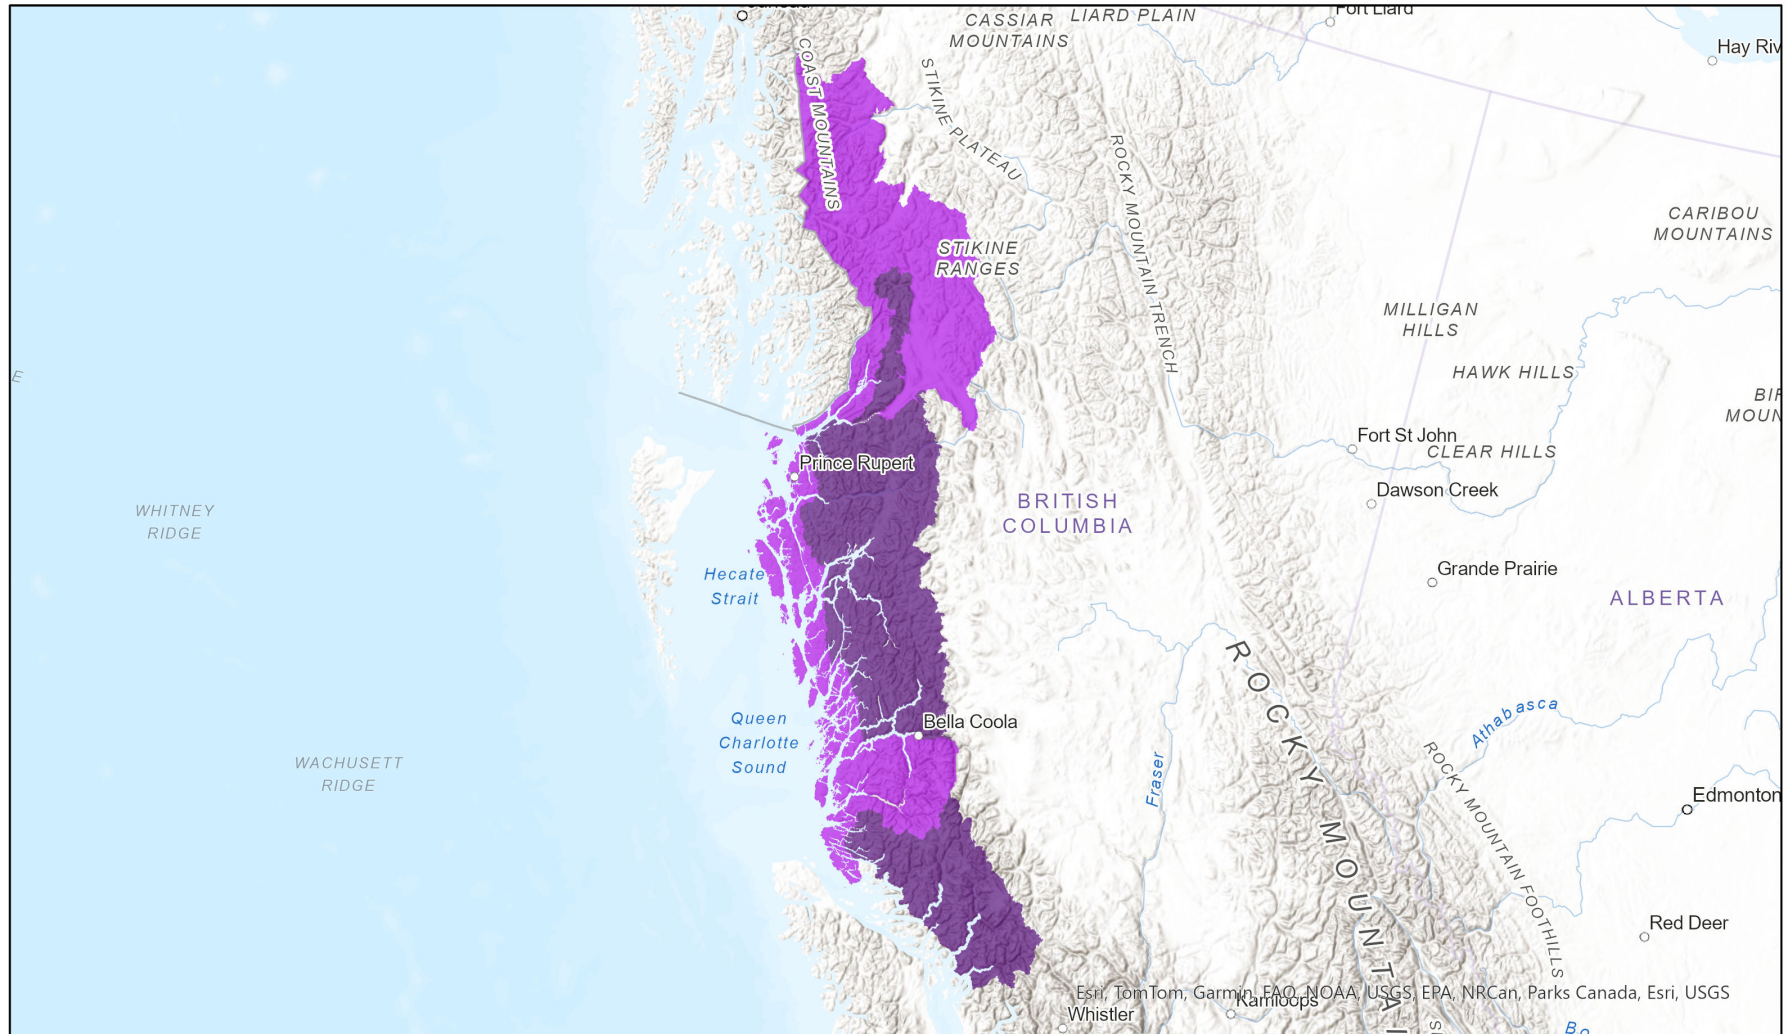 CASSIAR
MOUNTAINS
LIARD PLAIN
Fort Liard
Hay Riv
COAST MOUNTAINS
STIKINE PLATEAU
ROCKY MOUNTAIN TRENCH
CARIBOU
MOUNTAINS
STIKINE
RANGES
MILLIGAN
HILLS
E
HAWK HILLS
BIR
MOUN
Fort St John
CLEAR HILLS
Prince Rupert
Dawson Creek
BRITISH
COLUMBIA
WHITNEY
RIDGE
Grande Prairie
Hecate
Strait
ALBERTA
ROCKY MOUNTAI
Queen
Charlotte
Sound
Bella Coola
Athabasca
WACHUSETT
RIDGE
Fraser
ROCKY MOUNTAIN FOOTHILLS
Edmonton
Red Deer
Esri, TomTom, Garmin, FAO, NOAA, USGS, EPA, NRCan, Parks Canada, Esri, USGS
Kamloops
Whistler